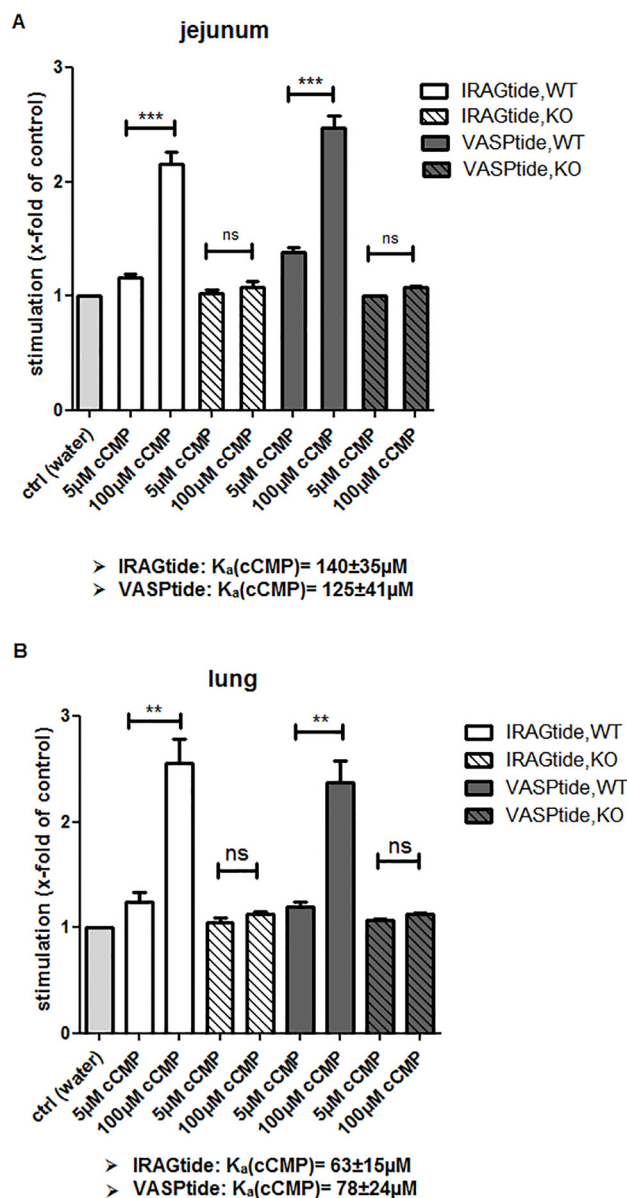 A
jejunum
stimulation (x-fold of control)
3
2
1
0
***
ns
***
ns
IRAGtide,WT
IRAGtide,KO
VASPtide,WT
VASPtide,KO
ctrl (water)
5µM cCMP
100µM cCMP
5µM cCMP
100µM cCMP
5µM cCMP
100µM cCMP
5µM cCMP
100µM cCMP
➢ IRAGtide: Kₐ(cCMP)= 140±35µM
➢ VASPtide: Kₐ(cCMP)= 125±41µM
B
lung
stimulation (x-fold of control)
3
2
1
0
**
ns
**
ns
IRAGtide,WT
IRAGtide,KO
VASPtide,WT
VASPtide,KO
ctrl (water)
5µM cCMP
100µM cCMP
5µM cCMP
100µM cCMP
5µM cCMP
100µM cCMP
5µM cCMP
100µM cCMP
➢ IRAGtide: Kₐ(cCMP)= 63±15µM
➢ VASPtide: Kₐ(cCMP)= 78±24µM